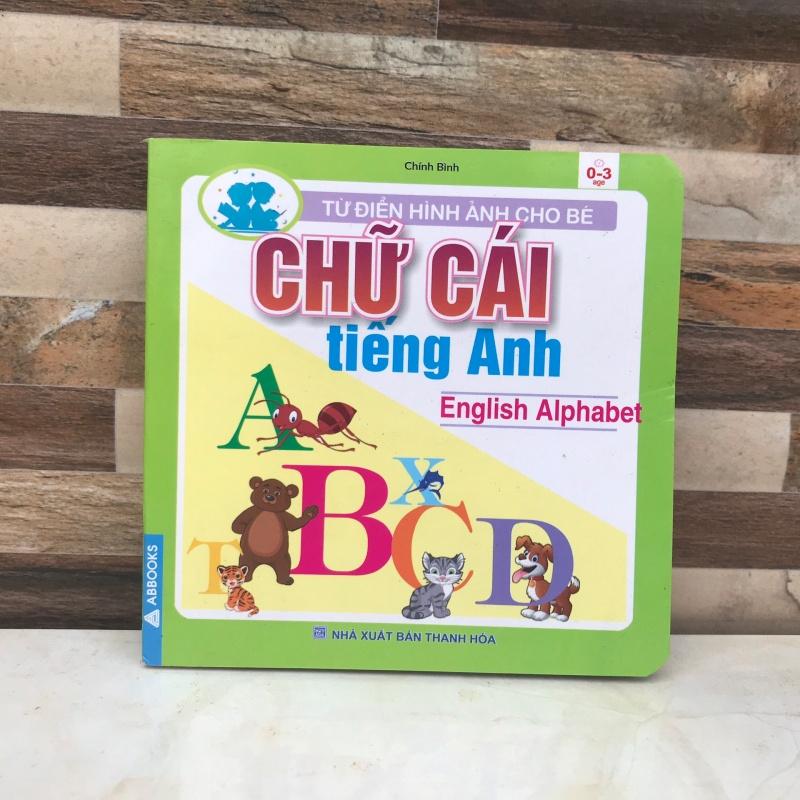 Chính Bình
0-3
age
TỪ ĐIỂN HÌNH ẢNH CHO BÉ
CHỮ CÁI
tiếng Anh
English Alphabet
A
B
X
C
D
T
ABBOOKS
NHÀ XUẤT BẢN THANH HÓA